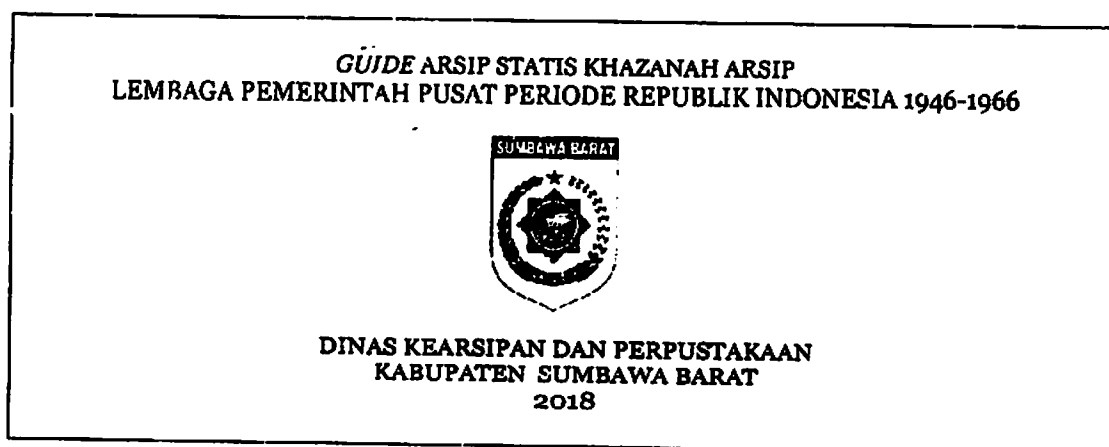 GUIDE ARSIP STATIS KHAZANAH ARSIP
LEMBAGA PEMERINTAH PUSAT PERIODE REPUBLIK INDONESIA 1946-1966
SUMBAWA BARAT
DINAS KEARSIPAN DAN PERPUSTAKAAN
KABUPATEN SUMBAWA BARAT
2018